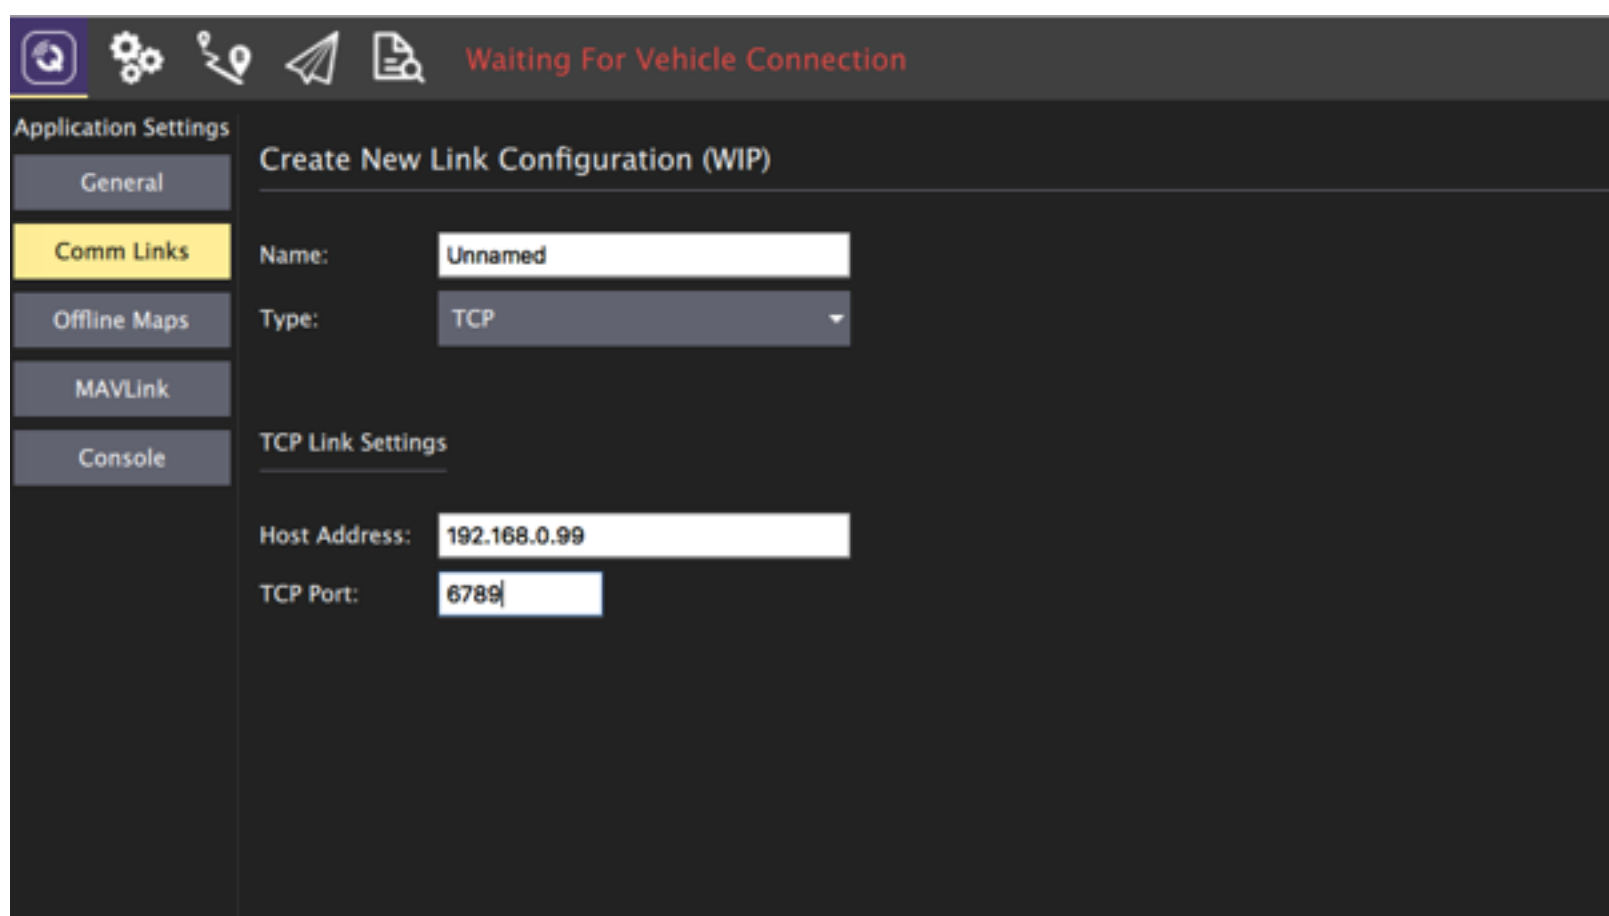 Waiting For Vehicle Connection
Application Settings
General
Comm Links
Offline Maps
MAVLink
Console
Create New Link Configuration (WIP)
Name: Unnamed
Type: TCP
TCP Link Settings
Host Address: 192.168.0.99
TCP Port: 6789